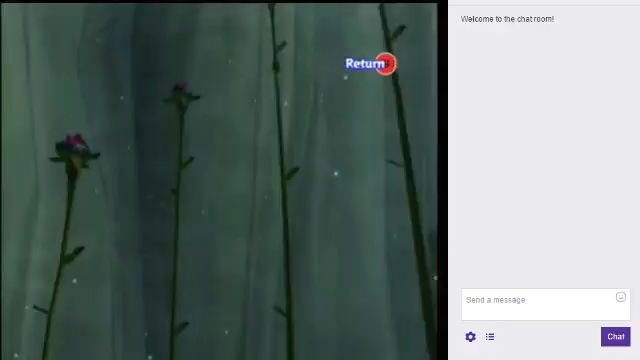 Return
Welcome to the chat room!
Send a message
Chat